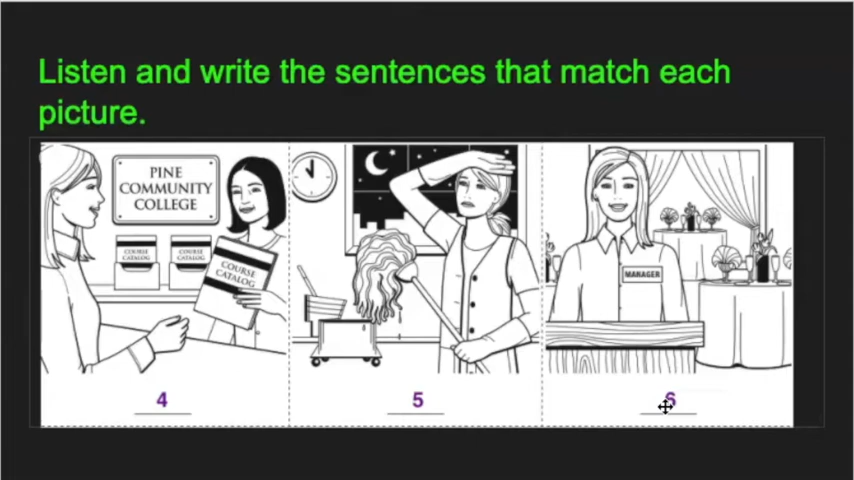 Listen and write the sentences that match each
picture.
PINE
COMMUNITY
COLLEGE
COURSE
CATALOG
COURSE
CATALOG
COURSE
CATALOG
MANAGER
4
5
6